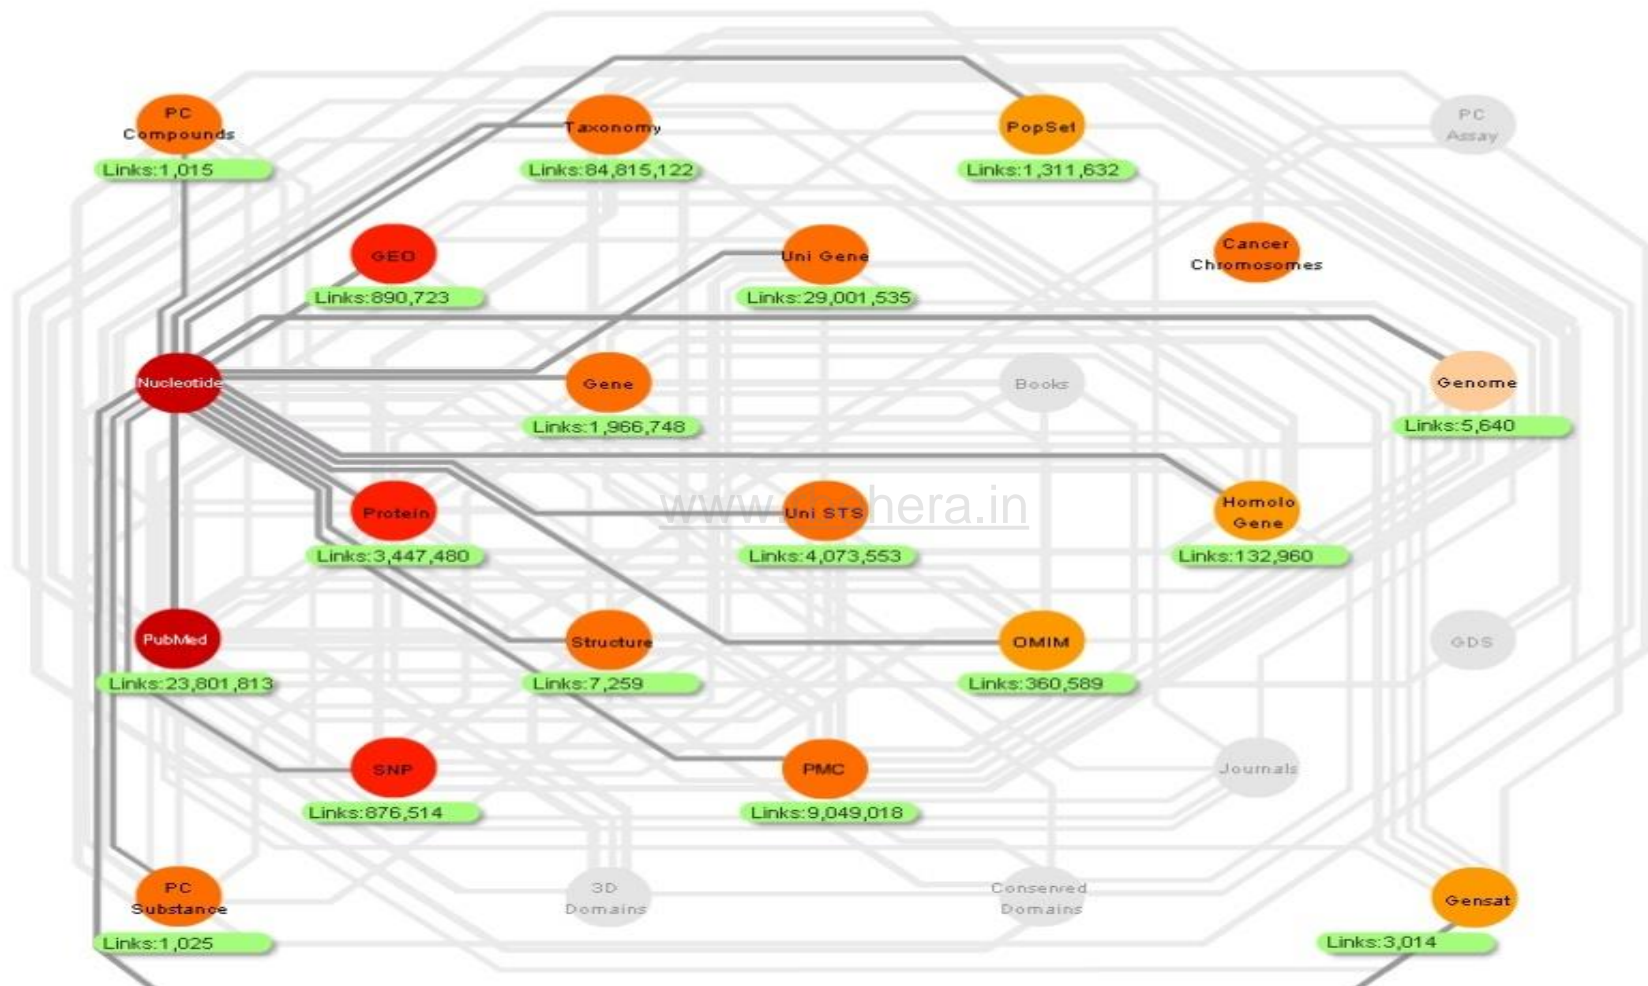 PC
Compounds
Links:1,015
Taxonomy
Links:84,815,122
PopSet
Links:1,311,632
PC
Assay
GEO
Links:890,723
Uni Gene
Links:29,001,535
Cancer
Chromosomes
Nucleotide
Gene
Links:1,966,748
Books
Genome
Links:5,640
Protein
Links:3,447,480
Uni STS
Links:4,073,553
Homolo
Gene
Links:132,960
PubMed
Links:23,801,813
Structure
Links:7,259
OMIM
Links:360,589
GDS
SNP
Links:876,514
PMC
Links:9,049,018
Journals
PC
Substance
Links:1,025
3D
Domains
Conserved
Domains
Gensat
Links:3,014